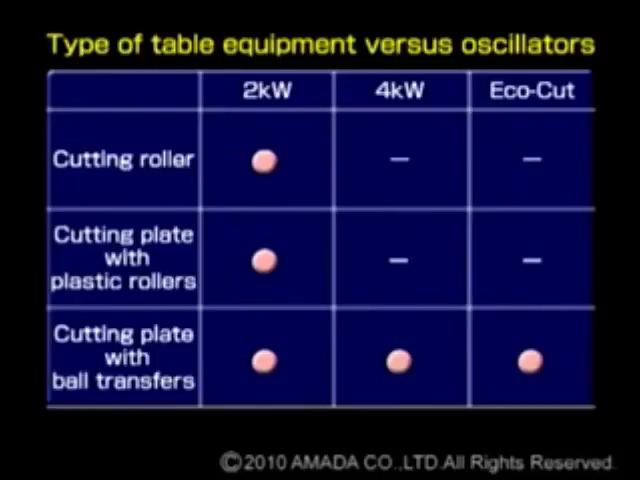 Type of table equipment versus oscillators
2kW 4kW Eco-Cut
Cutting roller — —
Cutting plate
with
plastic rollers — —
Cutting plate
with
ball transfers
©2010 AMADA CO.,LTD.All Rights Reserved.